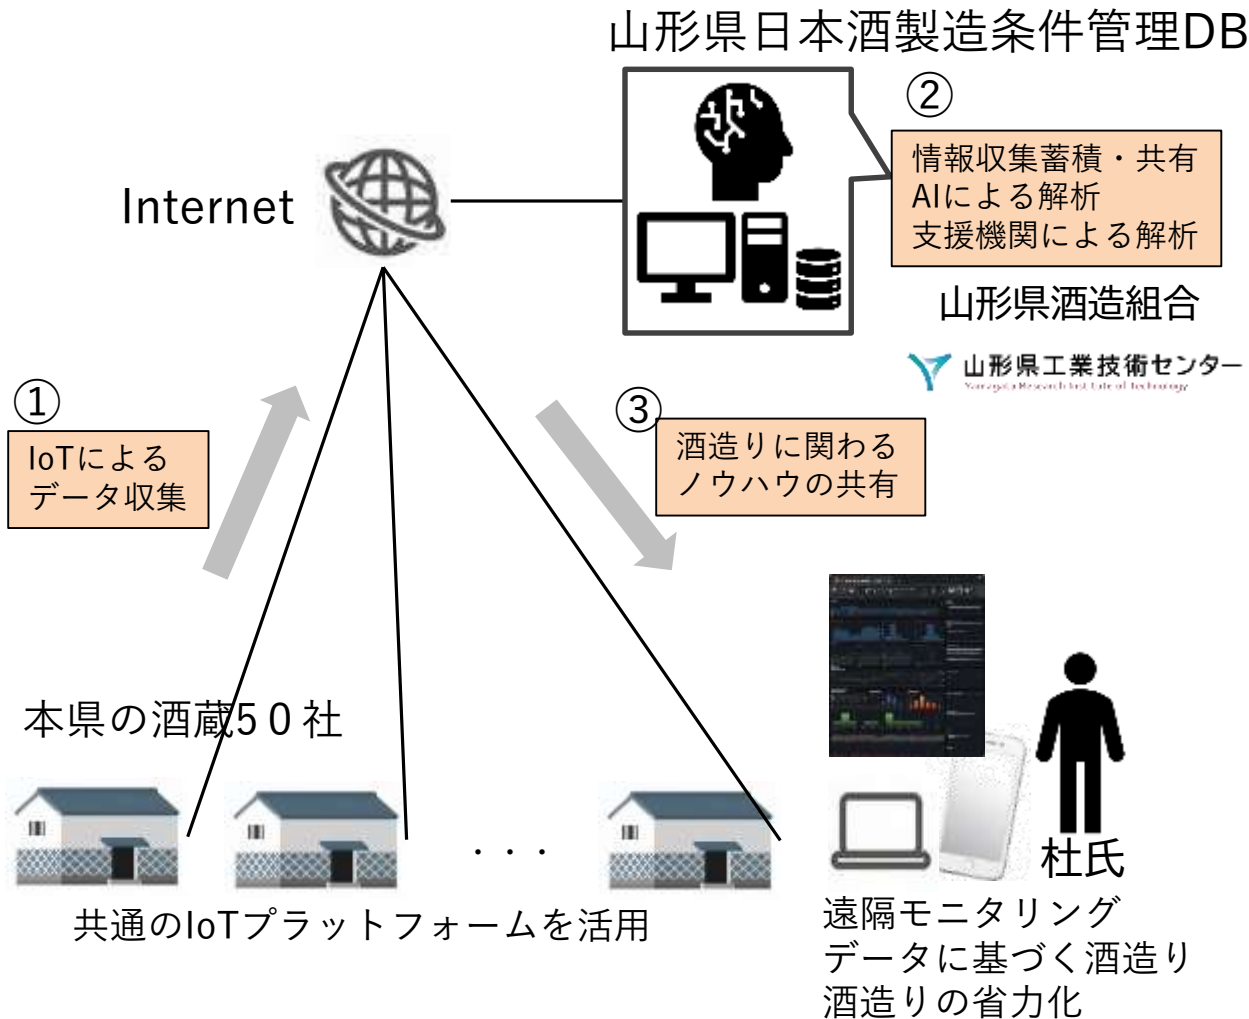 山形県日本酒製造条件管理DB
②
情報収集蓄積・共有
AIによる解析
支援機関による解析
Internet
山形県酒造組合
山形県工業技術センター
Yamagata Research Institute of Technology
①
IoTによる
データ収集
③
酒造りに関わる
ノウハウの共有
本県の酒蔵5０社
・・・
共通のIoTプラットフォームを活用
杜氏
遠隔モニタリング
データに基づく酒造り
酒造りの省力化